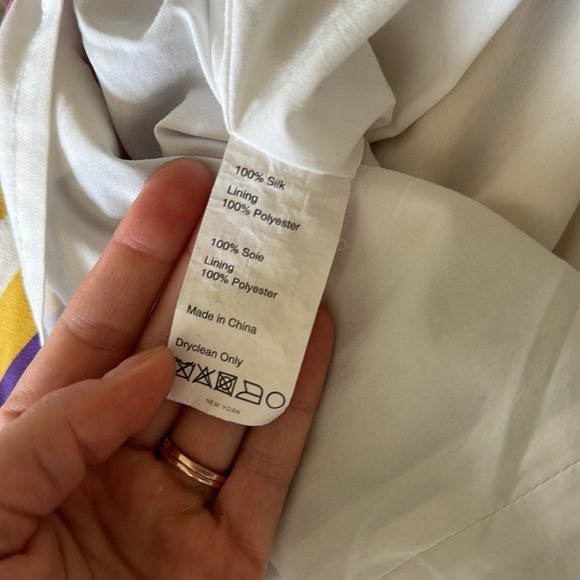 100% Silk
Lining
100% Polyester
100% Soie
Lining
100% Polyester
Made in China
Dryclean Only
NEW YORK